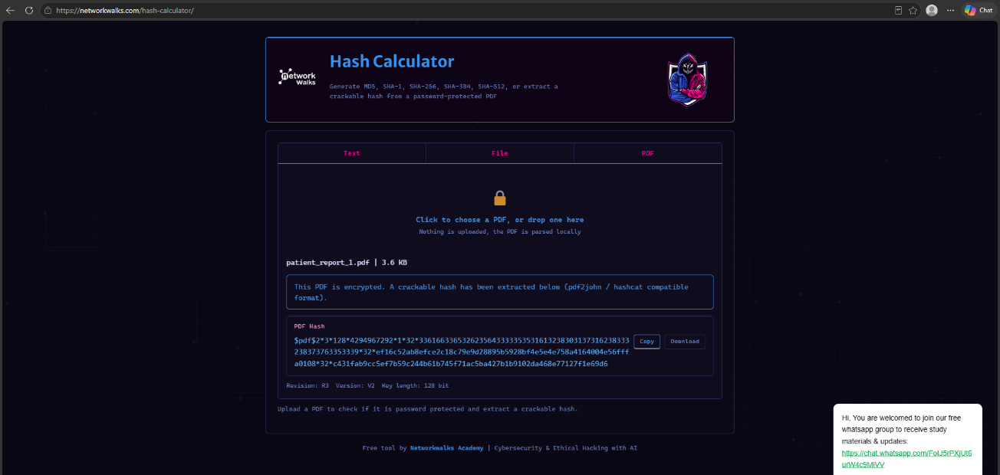 https://networkwalks.com/hash-calculator/
Chat
network
Walks
Hash Calculator
Generate MD5, SHA-1, SHA-256, SHA-384, SHA-512, or extract a
crackable hash from a password-protected PDF
Text
File
PDF
Click to choose a PDF, or drop one here
Nothing is uploaded, the PDF is parsed locally
patient_report_1.pdf | 3.6 KB
This PDF is encrypted. A crackable hash has been extracted below (pdf2john / hashcat compatible
format).
PDF Hash
$pdf$2*3*128*4294967292*1*32*3361663365326235643333353531613238303137316238333
238373763353339*32*ef16c52ab8efce2c18c79e9d28895b5928bf4e5e4e758a4164004e56fff
a0108*32*c431fab9cc5ef7b59c244b61b745f71ac5ba427b1b9102da468e77127f1e69d6
Copy
Download
Revision: R3 Version: V2 Key length: 128 bit
Upload a PDF to check if it is password protected and extract a crackable hash.
Free tool by Networkwalks Academy | Cybersecurity & Ethical Hacking with AI
Hi, You are welcomed to join our free
whatsapp group to receive study
materials & updates:
https://chat.whatsapp.com/FoIJ5rPXjUt6
urW4c9MiVV